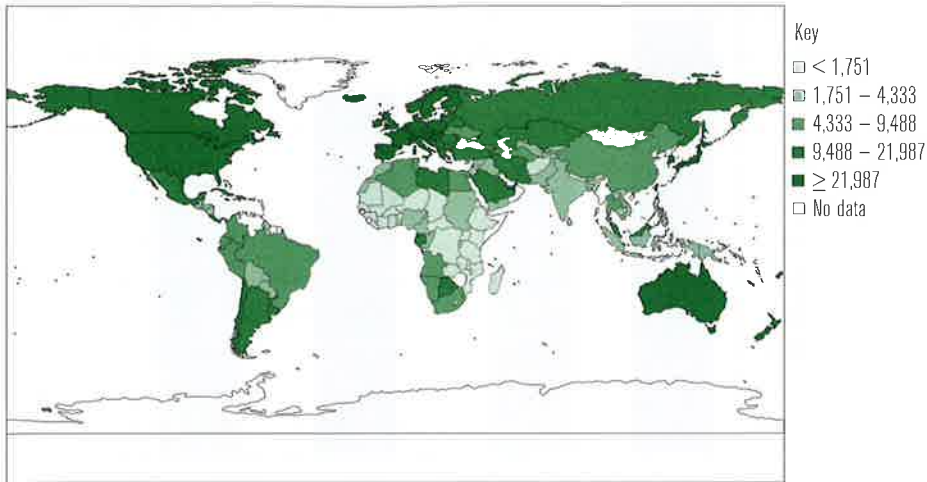 Key
< 1,751
1,751 – 4,333
4,333 – 9,488
9,488 – 21,987
≥ 21,987
No data